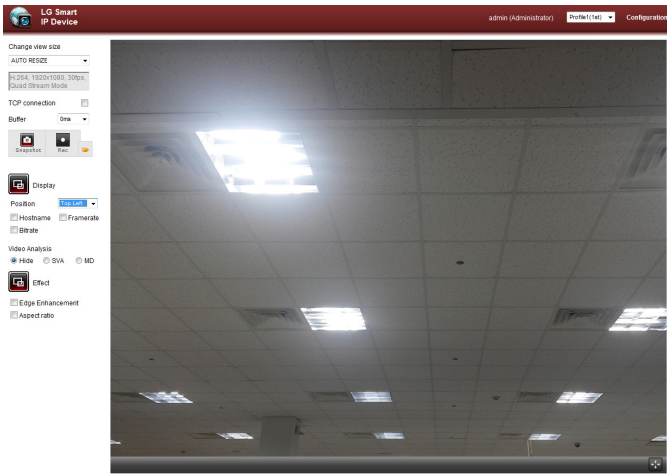 LG Smart
IP Device
admin (Administrator)
Profile1(1st)
Configuration
Change view size
AUTO RESIZE
H.264, 1920x1080, 30fps,
Quad Stream Mode
TCP connection
Buffer
0ms
Snapshot
Rec
Display
Position
Top Left
Hostname
Framerate
Bitrate
Video Analysis
Hide
SVA
MD
Effect
Edge Enhancement
Aspect ratio